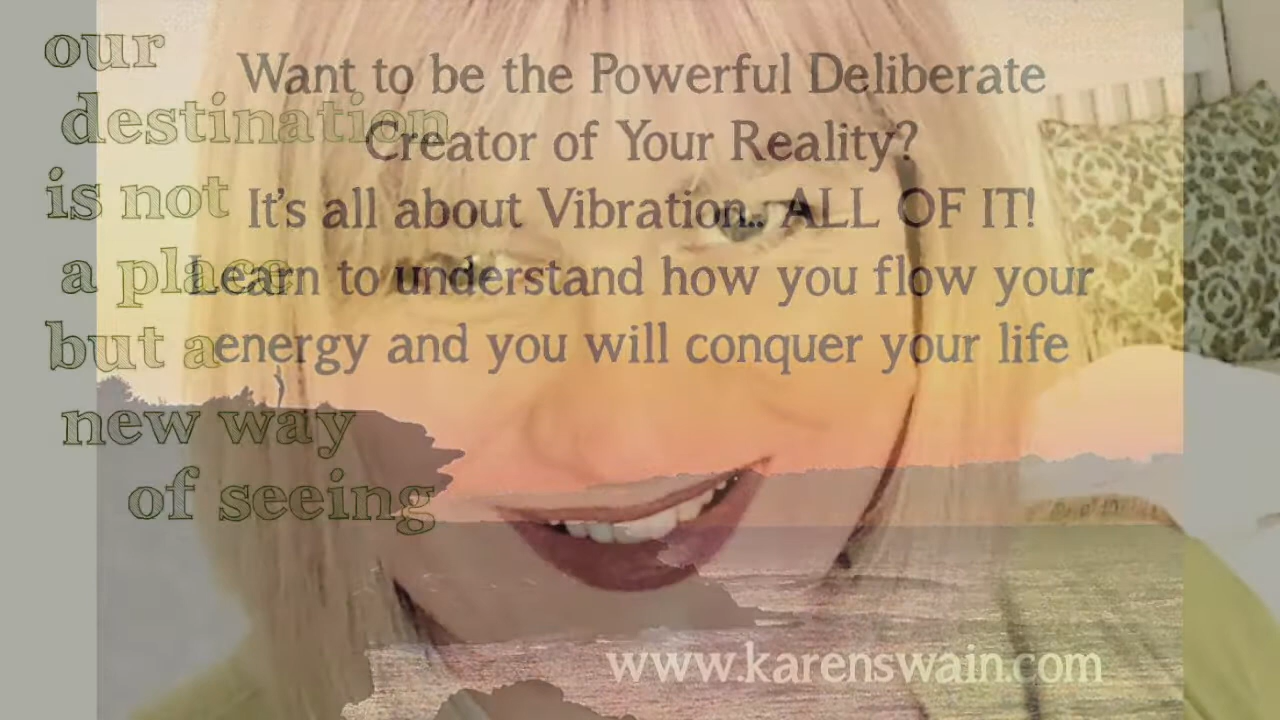 our
destination
is not
a place
but a
new way
of seeing
Want to be the Powerful Deliberate
Creator of Your Reality?
It's all about Vibration.. ALL OF IT!
Learn to understand how you flow your
energy and you will conquer your life
www.karenswain.com